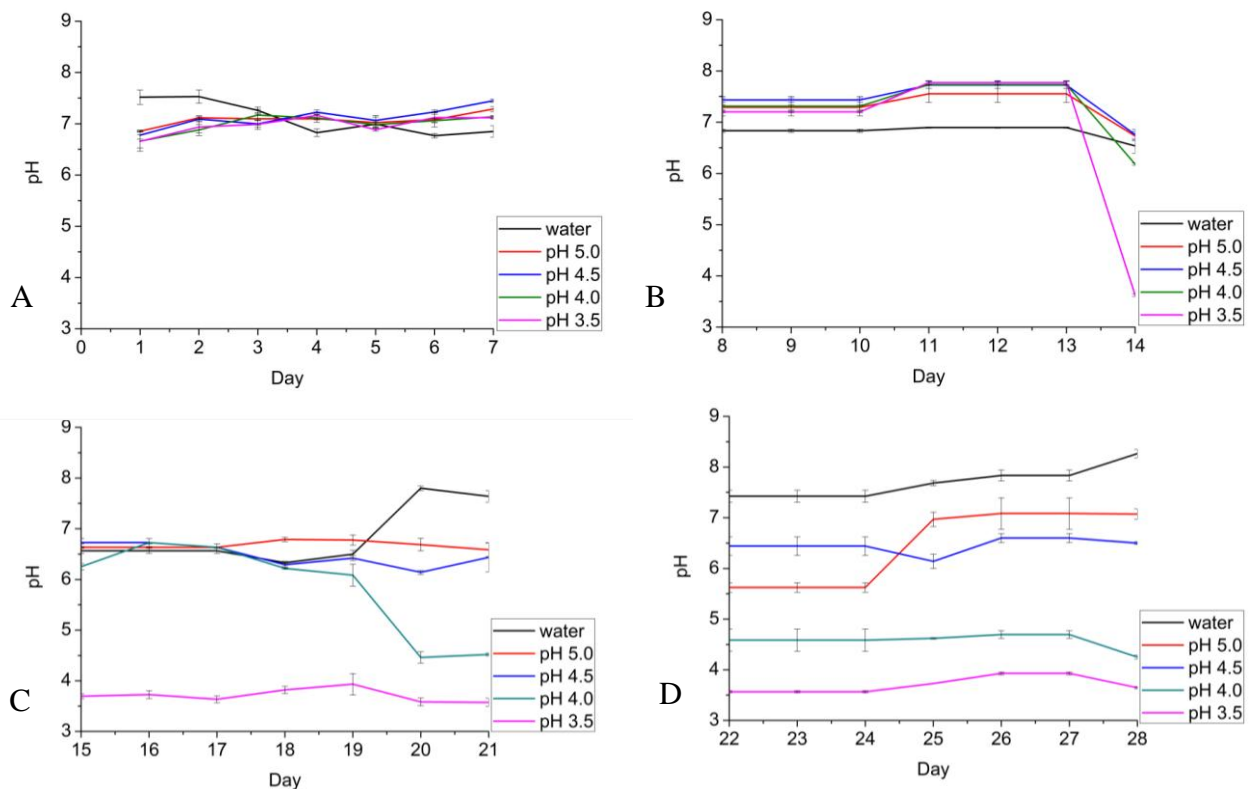 A
9
8
7
6
5
4
3
pH
0 1 2 3 4 5 6 7
Day
water
pH 5.0
pH 4.5
pH 4.0
pH 3.5
B
9
8
7
6
5
4
3
pH
8 9 10 11 12 13 14
Day
water
pH 5.0
pH 4.5
pH 4.0
pH 3.5
C
9
8
7
6
5
4
3
pH
15 16 17 18 19 20 21
Day
water
pH 5.0
pH 4.5
pH 4.0
pH 3.5
D
9
8
7
6
5
4
3
pH
22 23 24 25 26 27 28
Day
water
pH 5.0
pH 4.5
pH 4.0
pH 3.5